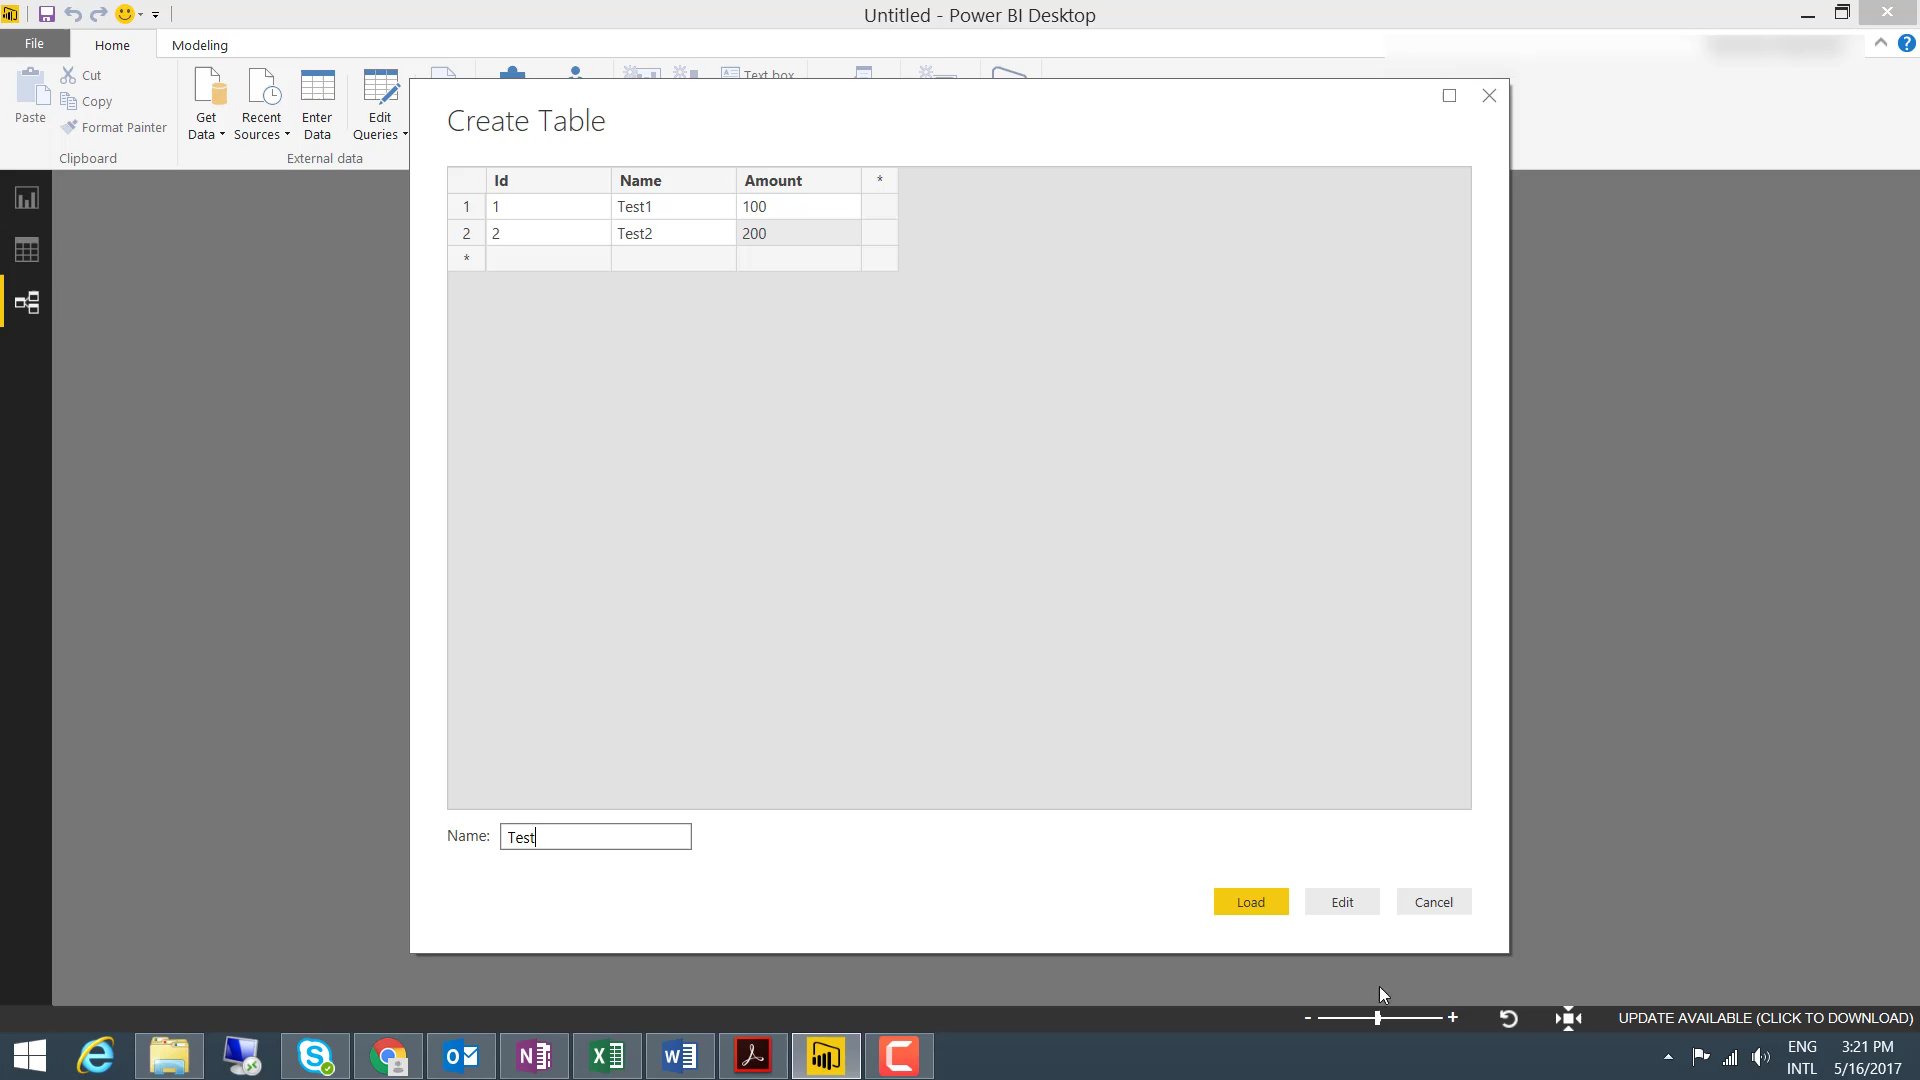 Untitled - Power BI Desktop
File
Home
Modeling
?
Paste
Cut
Copy
Format Painter
Clipboard
Get
Data
Recent
Sources
Enter
Data
Edit
Queries
External data
Text box
Create Table
Id Name Amount *
1 1 Test1 100
2 2 Test2 200
*
Name: Test
Load Edit Cancel
- +
UPDATE AVAILABLE (CLICK TO DOWNLOAD)
ENG
INTL
3:21 PM
5/16/2017